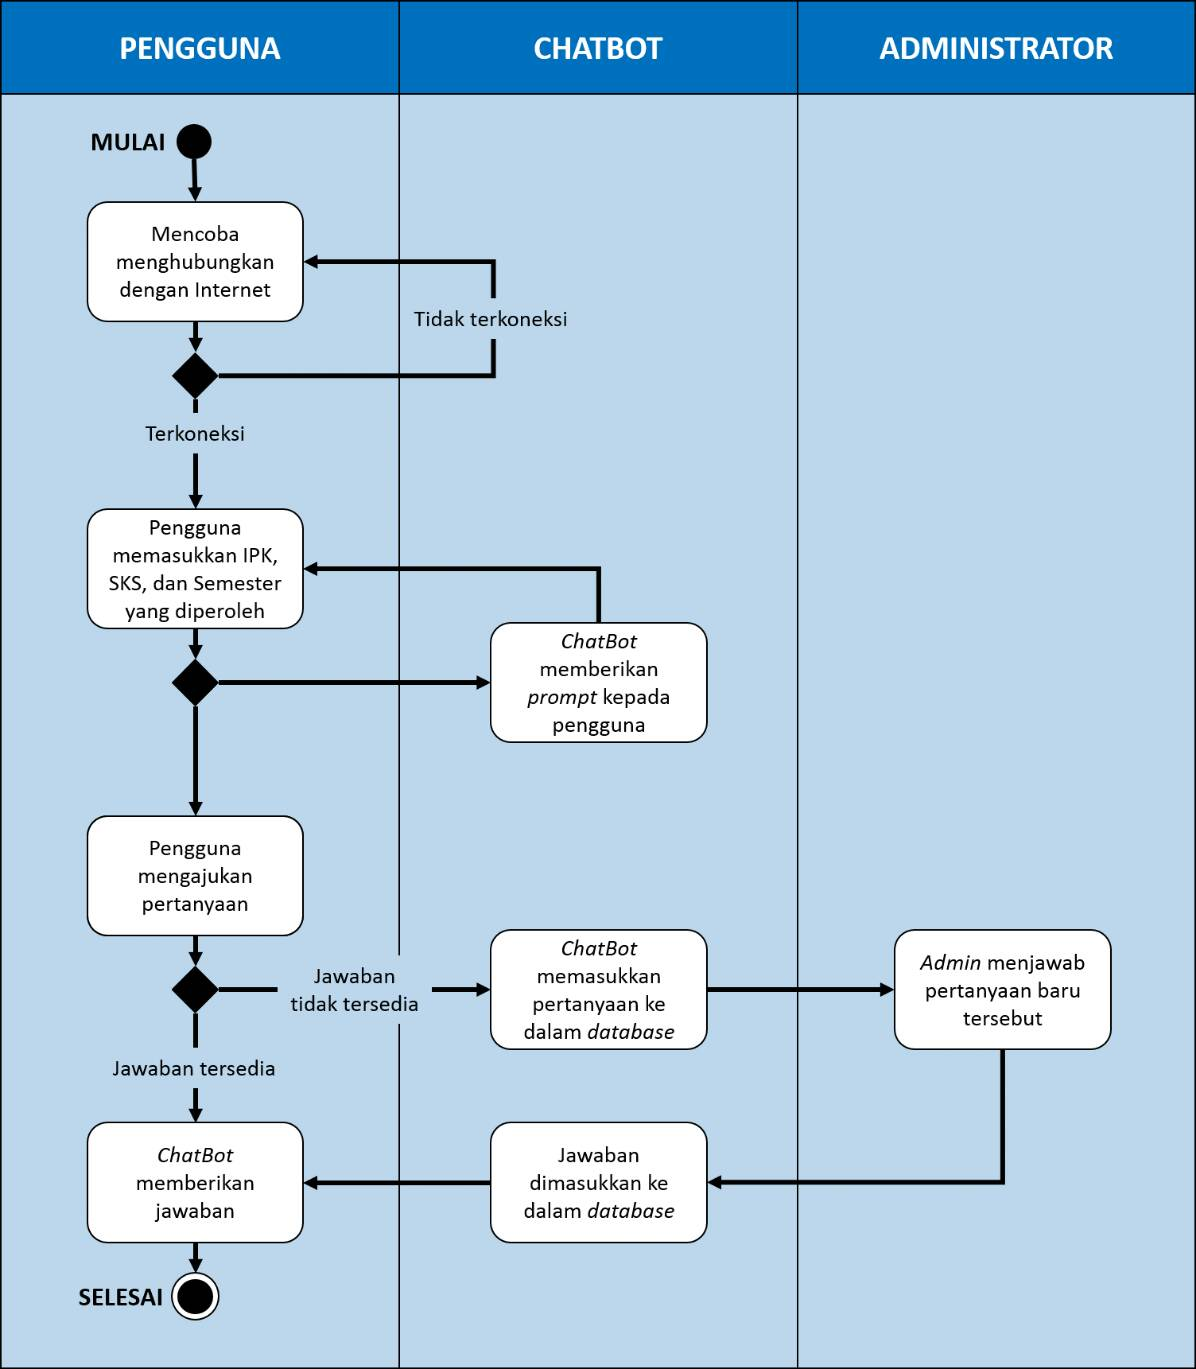 PENGGUNA
CHATBOT
ADMINISTRATOR
MULAI
Mencoba
menghubungkan
dengan Internet
Tidak terkoneksi
Terkoneksi
Pengguna
memasukkan IPK,
SKS, dan Semester
yang diperoleh
ChatBot
memberikan
prompt kepada
pengguna
Pengguna
mengajukan
pertanyaan
Jawaban
tidak tersedia
ChatBot
memasukkan
pertanyaan ke
dalam database
Admin menjawab
pertanyaan baru
tersebut
Jawaban tersedia
ChatBot
memberikan
jawaban
Jawaban
dimasukkan ke
dalam database
SELESAI